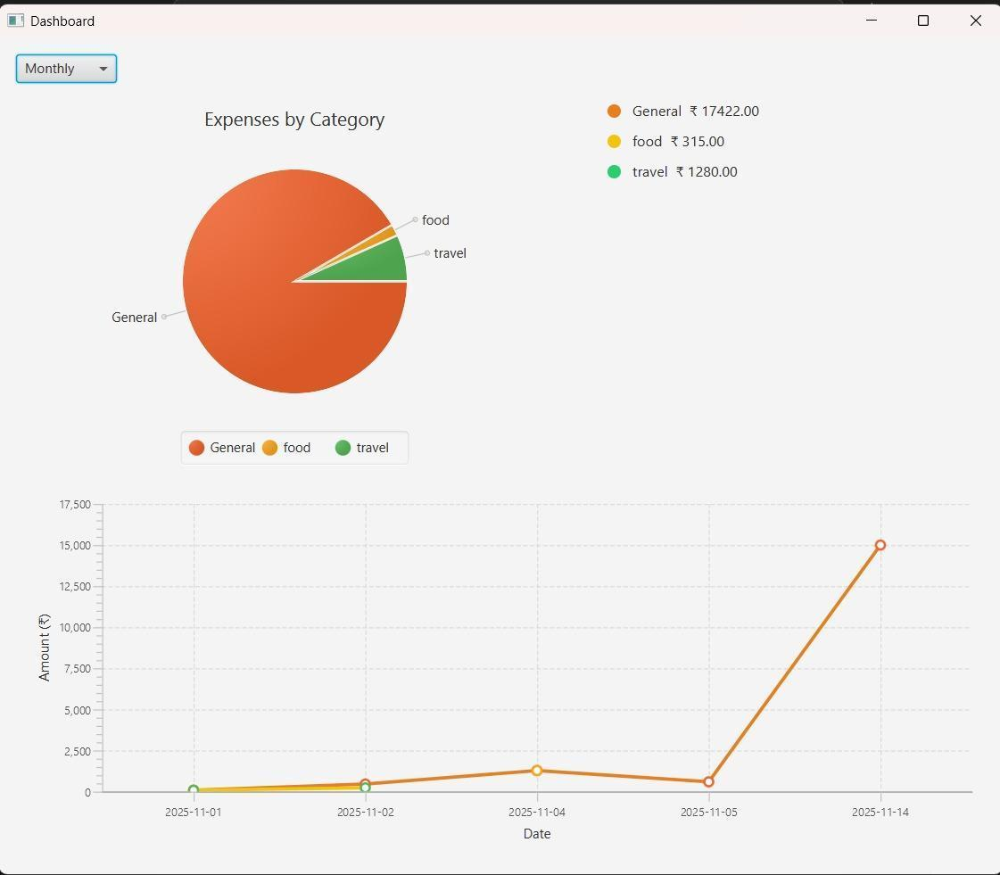 Dashboard
Monthly
Expenses by Category
General ₹ 17422.00
food ₹ 315.00
travel ₹ 1280.00
food
travel
General
General food travel
17,500
15,000
12,500
10,000
7,500
5,000
2,500
0
Amount (₹)
2025-11-01 2025-11-02 2025-11-04 2025-11-05 2025-11-14
Date